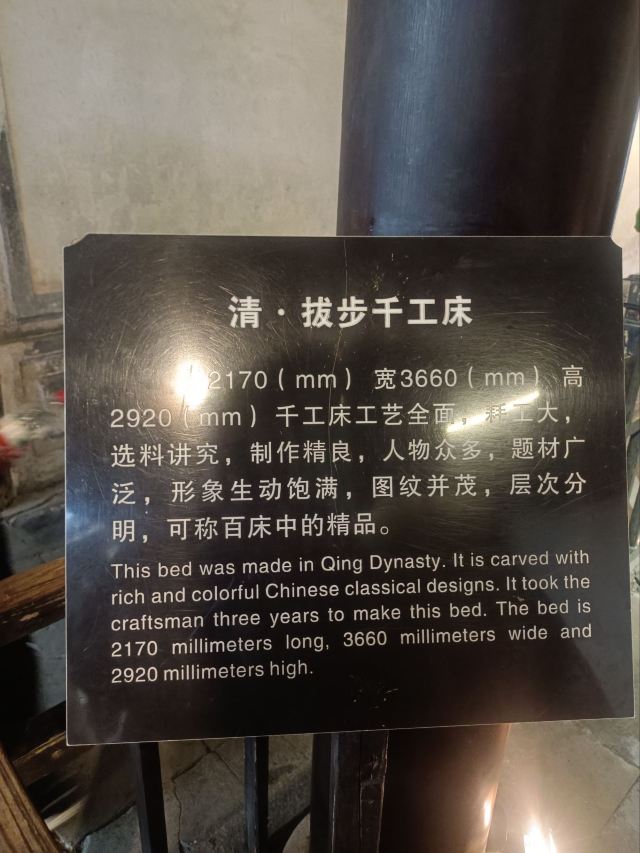 清·拔步千工床
2170（mm） 宽3660（mm） 高
2920（mm） 千工床工艺全面，耗工大，
选料讲究，制作精良，人物众多，题材广
泛，形象生动饱满，图纹并茂，层次分
明，可称百床中的精品。
This bed was made in Qing Dynasty. It is carved with
rich and colorful Chinese classical designs. It took the
craftsman three years to make this bed. The bed is
2170 millimeters long, 3660 millimeters wide and
2920 millimeters high.